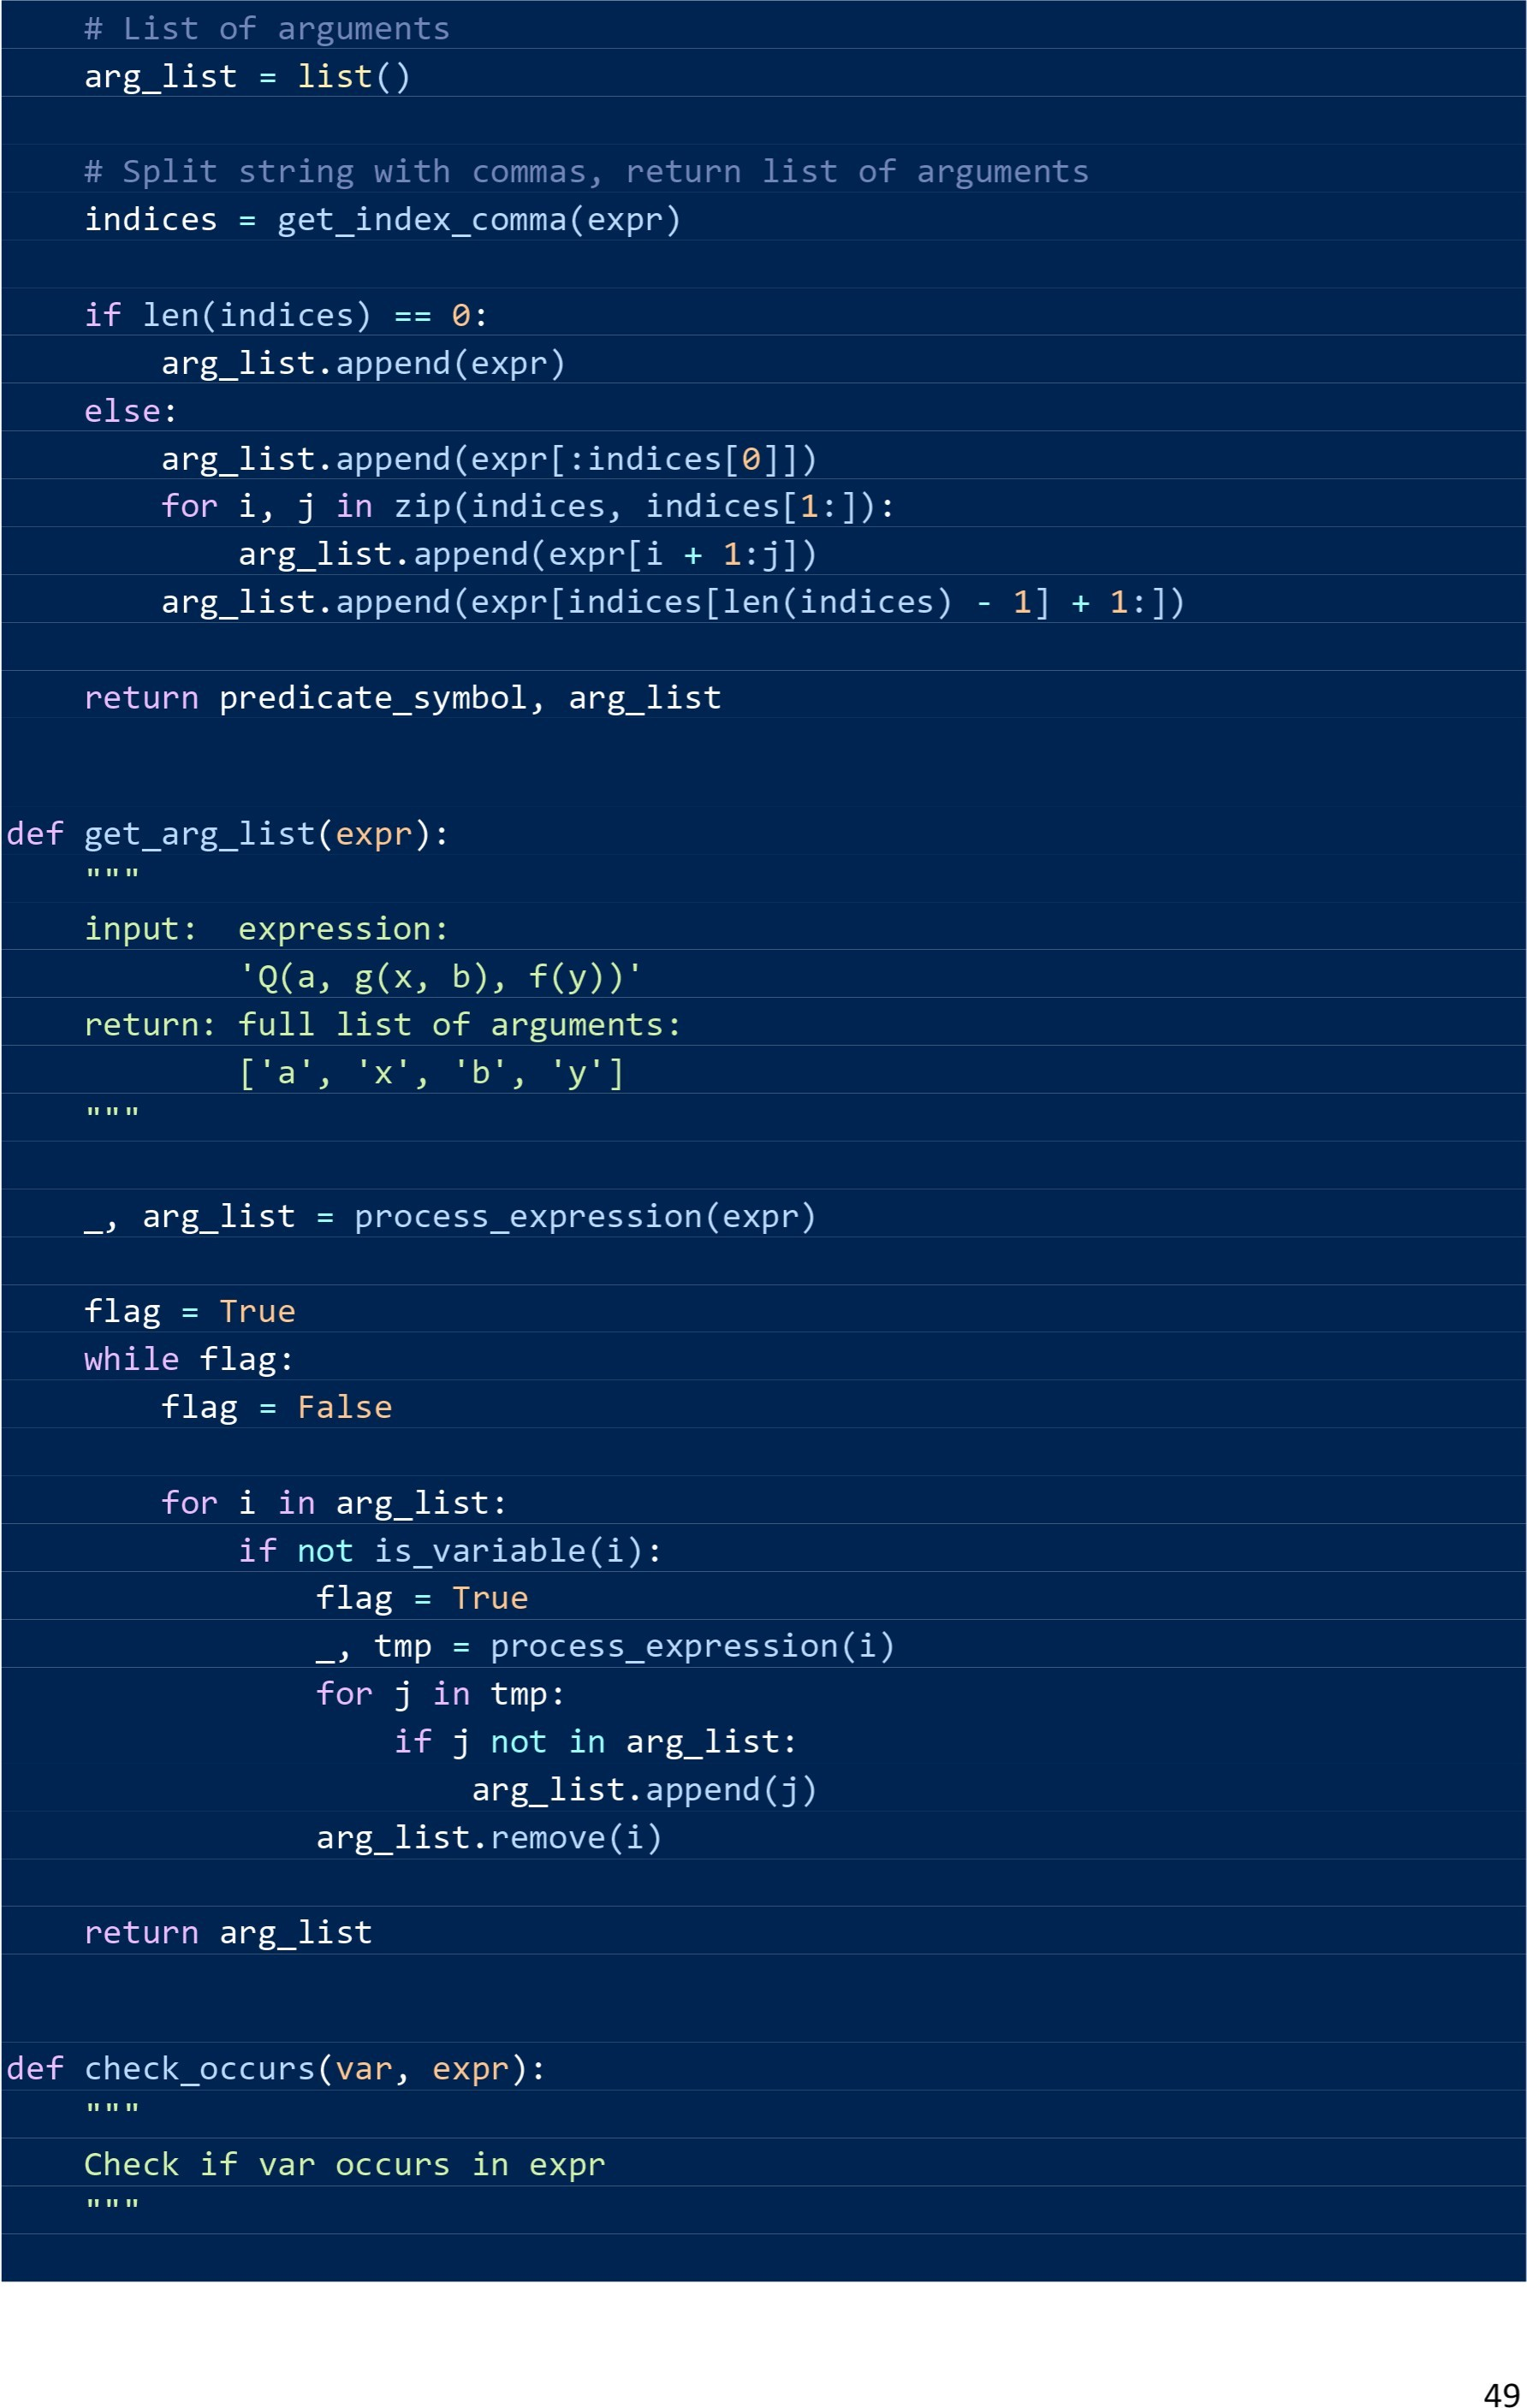 # List of arguments
arg_list = list()
# Split string with commas, return list of arguments
indices = get_index_comma(expr)
if len(indices) == 0:
arg_list.append(expr)
else:
arg_list.append(expr[:indices[0]])
for i, j in zip(indices, indices[1:]):
arg_list.append(expr[i + 1:j])
arg_list.append(expr[indices[len(indices) - 1] + 1:])
return predicate_symbol, arg_list
def get_arg_list(expr):
"""
input:  expression:
'Q(a, g(x, b), f(y))'
return: full list of arguments:
['a', 'x', 'b', 'y']
"""
_, arg_list = process_expression(expr)
flag = True
while flag:
flag = False
for i in arg_list:
if not is_variable(i):
flag = True
_, tmp = process_expression(i)
for j in tmp:
if j not in arg_list:
arg_list.append(j)
arg_list.remove(i)
return arg_list
def check_occurs(var, expr):
"""
Check if var occurs in expr
"""
49